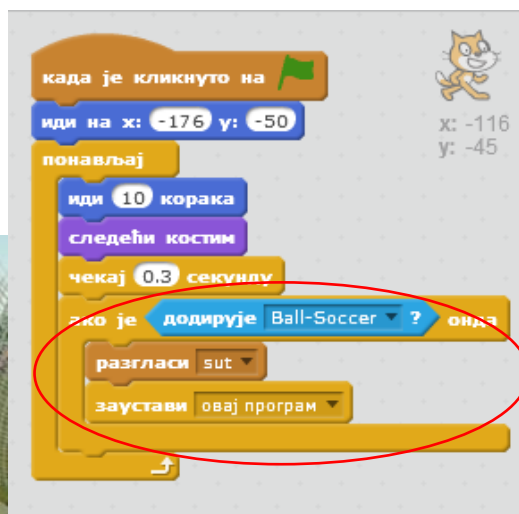 када је кликнуто на
иди на x: -176 y: -50
x: -116
y: -45
понављај
иди 10 корака
следећи костим
чекај 0.3 секунду
ако је додирује Ball-Soccer ? онда
разгласи sut
заустави овај програм